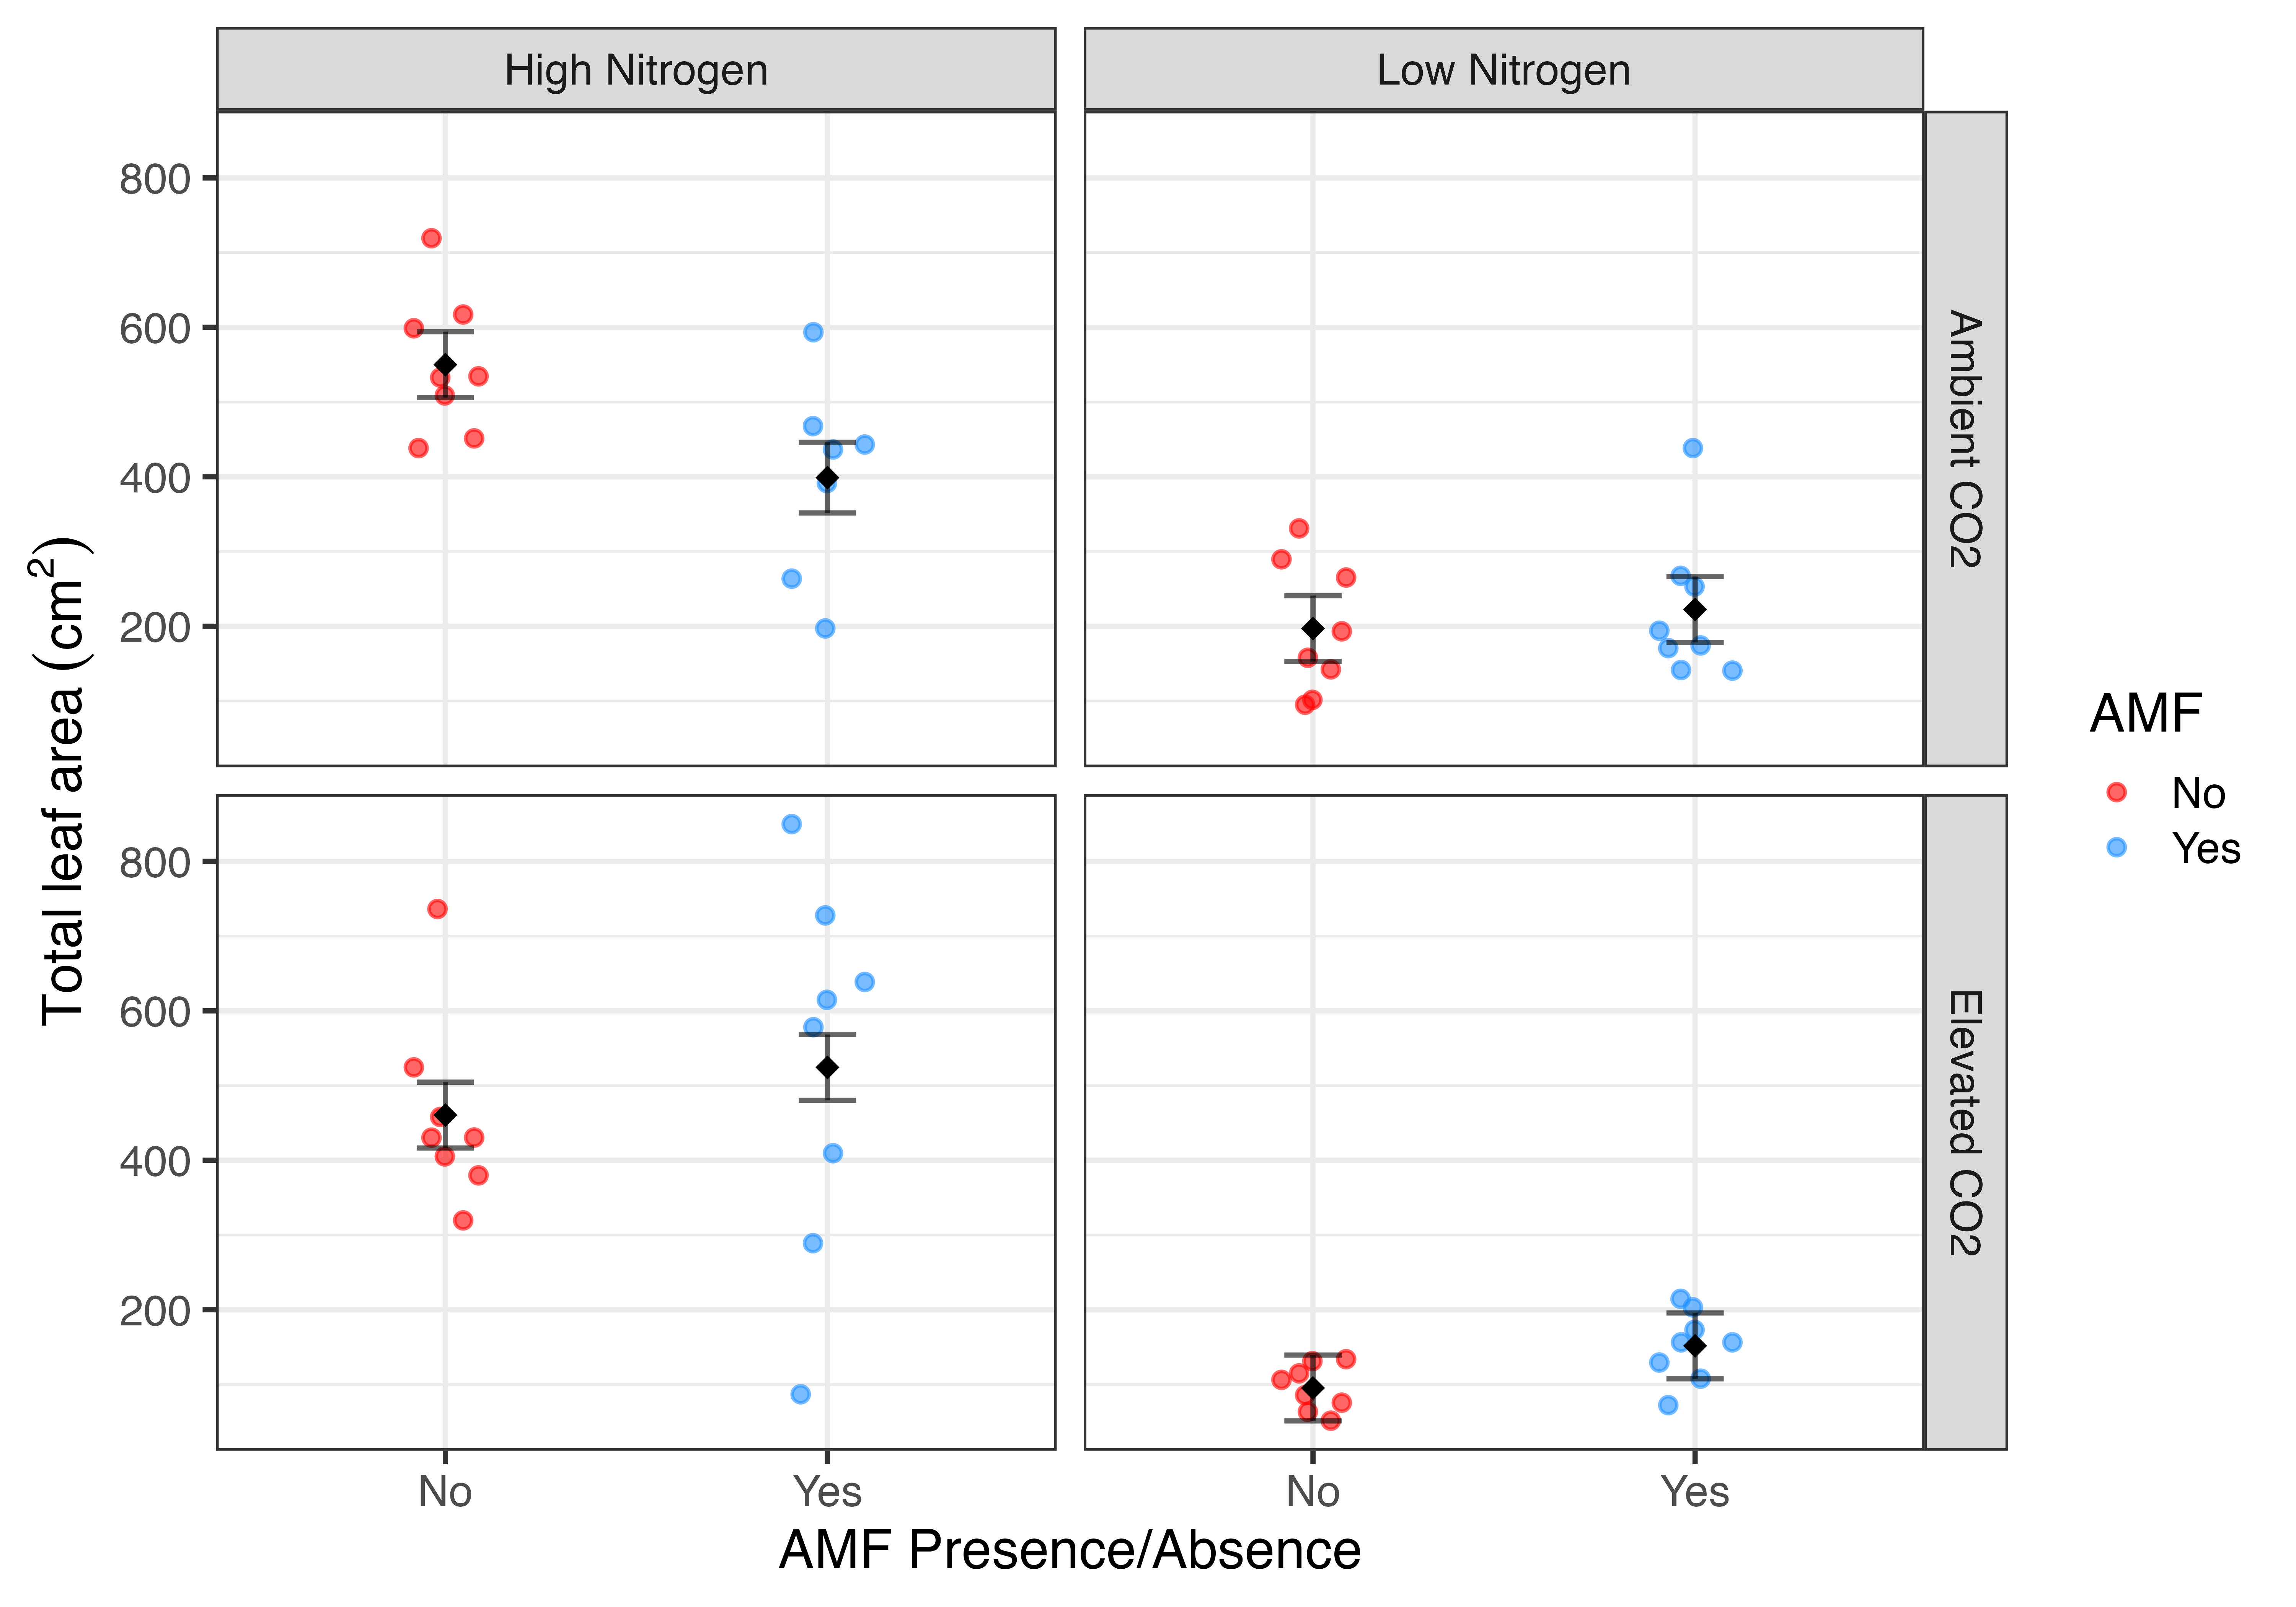 High Nitrogen
Low Nitrogen
Ambient CO2
Elevated CO2
Total leaf area (cm²)
800
600
400
200
800
600
400
200
No
Yes
No
Yes
AMF Presence/Absence
AMF
No
Yes